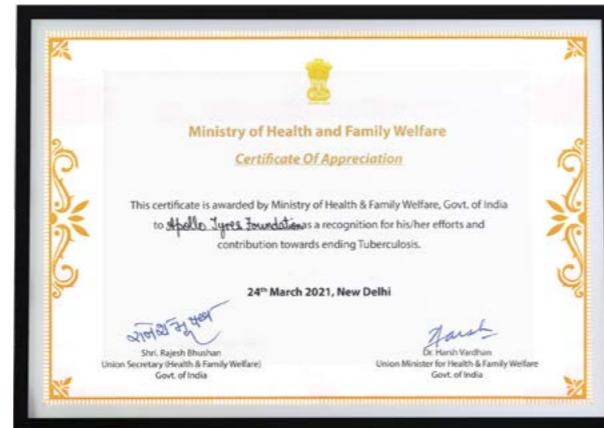 Ministry of Health and Family Welfare
Certificate Of Appreciation
This certificate is awarded by Ministry of Health & Family Welfare, Govt. of India
to Apollo Tyres Foundation as a recognition for his/her efforts and
contribution towards ending Tuberculosis.
24th March 2021, New Delhi
Harsh
Shri. Rajesh Bhushan
Union Secretary (Health & Family Welfare)
Govt. of India
Dr. Harsh Vardhan
Union Minister for Health & Family Welfare
Govt. of India